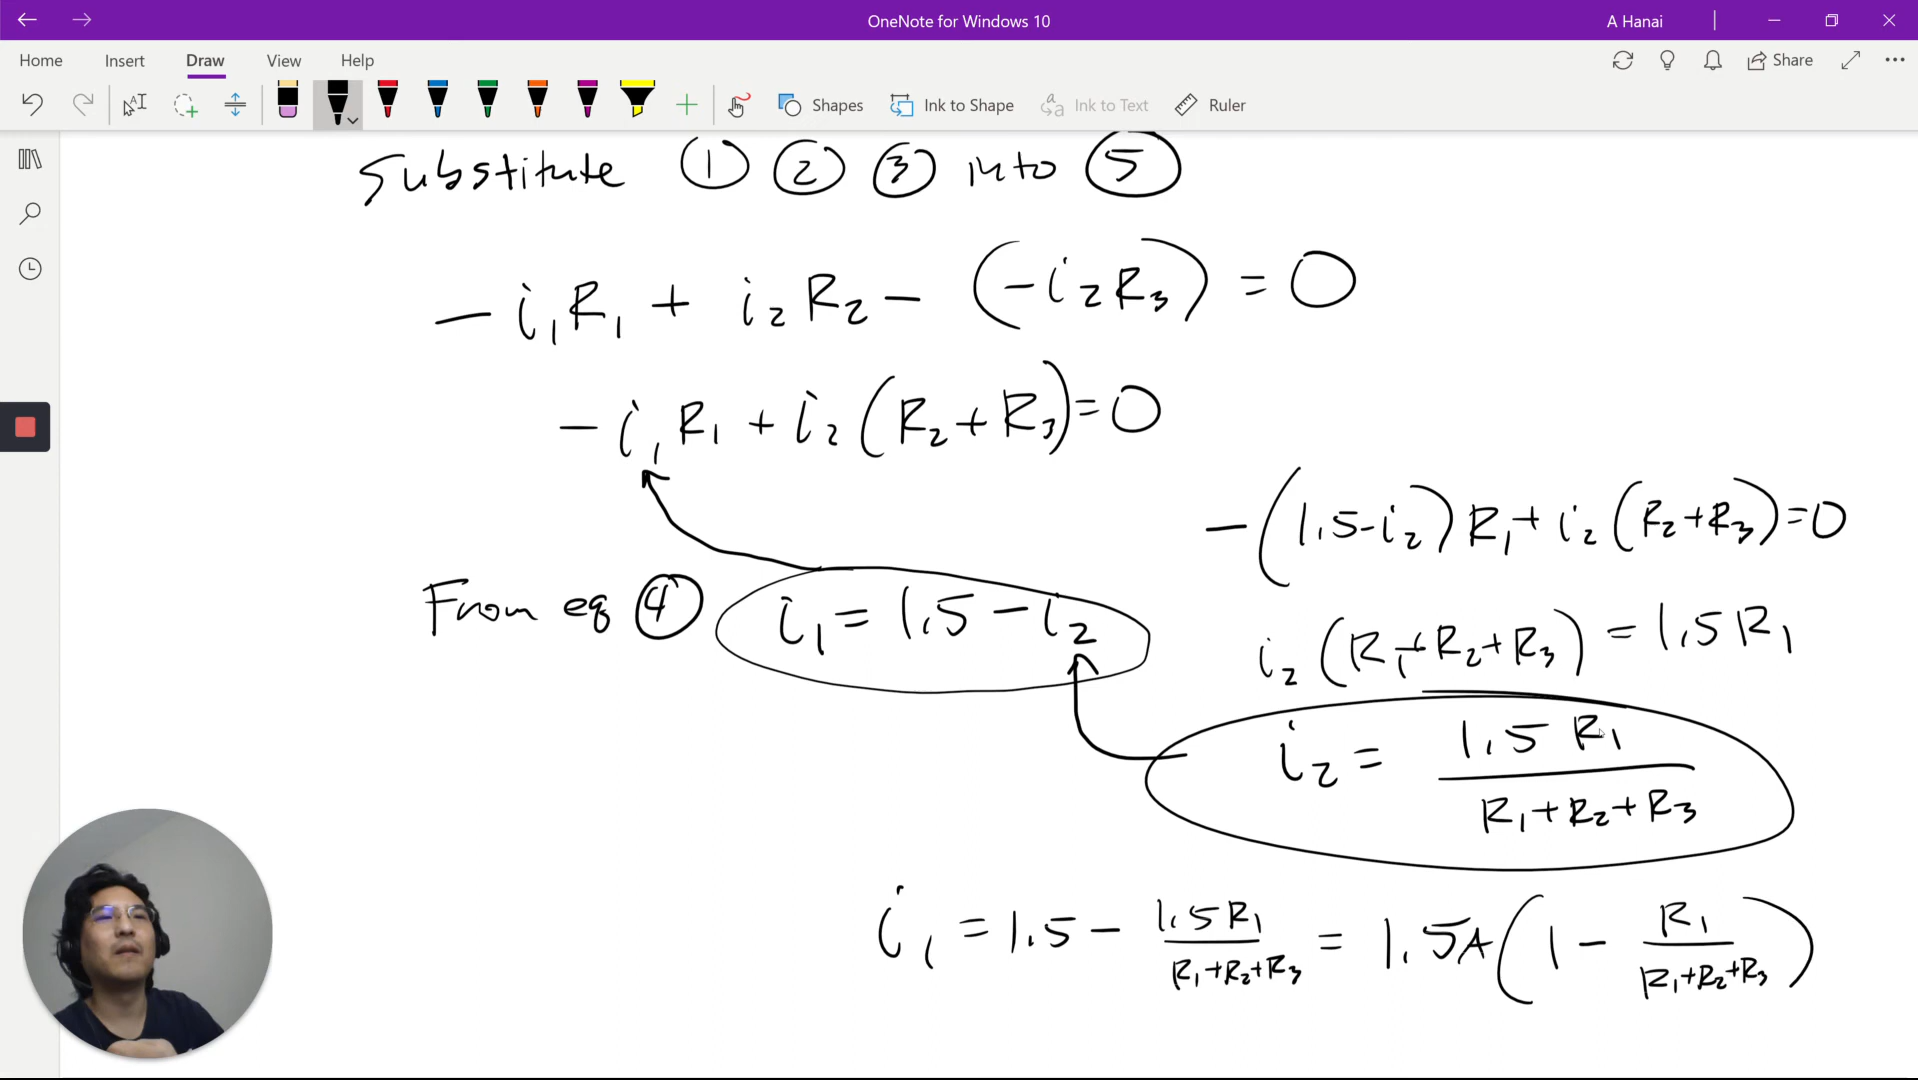 OneNote for Windows 10
A Hanai
Home Insert Draw View Help
Share
Shapes Ink to Shape Ink to Text Ruler
Substitute ① ② ③ into ⑤
- i₁R₁ + i₂R₂ - (-i₂R₃) = 0
- i₁R₁ + i₂(R₂+R₃)=0
-(1.5-i₂)R₁+i₂(R₂+R₃)=0
From eq ④ i₁ = 1.5 - i₂
i₂(R₁+R₂+R₃) = 1.5R₁
i₂ = 1.5 R₁ / R₁+R₂+R₃
i₁ = 1.5 - 1.5R₁ / R₁+R₂+R₃ = 1.5A(1 - R₁ / R₁+R₂+R₃)